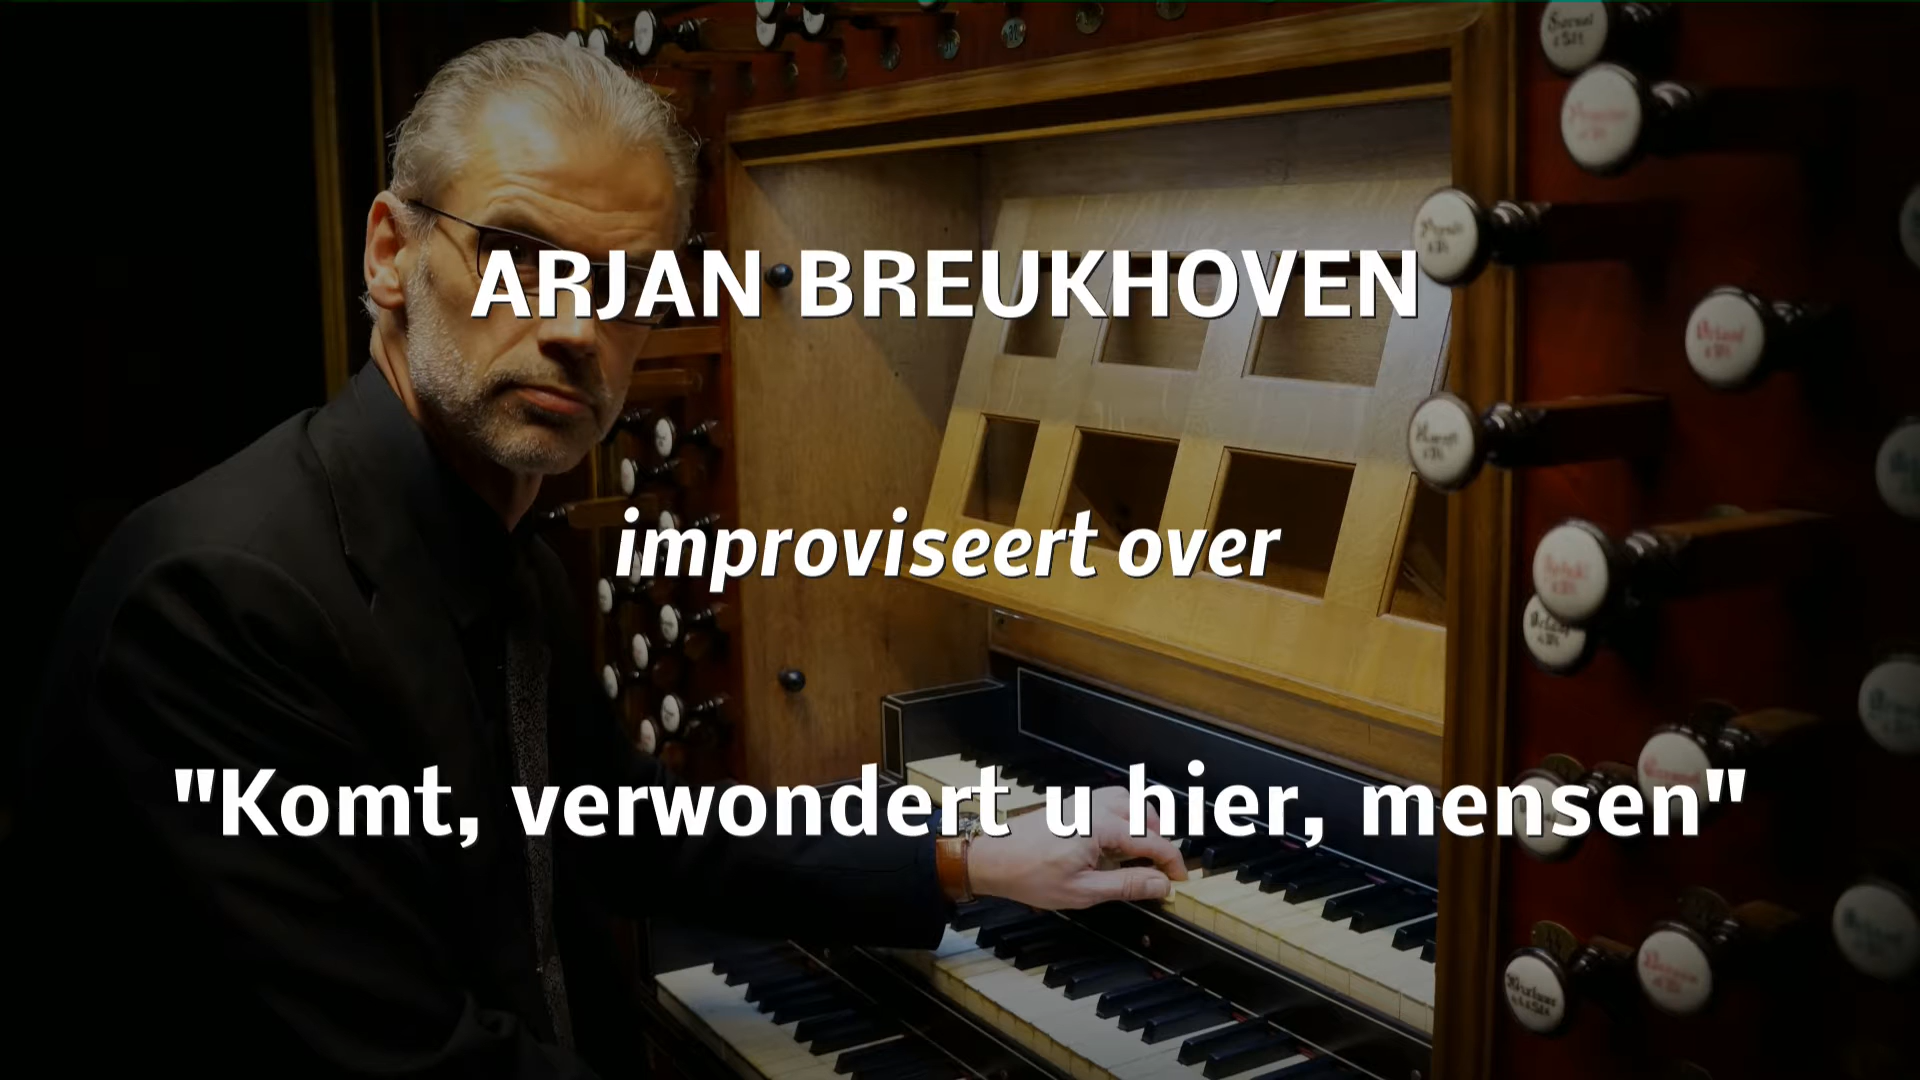 ARJAN BREUKHOVEN
improviseert over
"Komt, verwondert u hier, mensen"